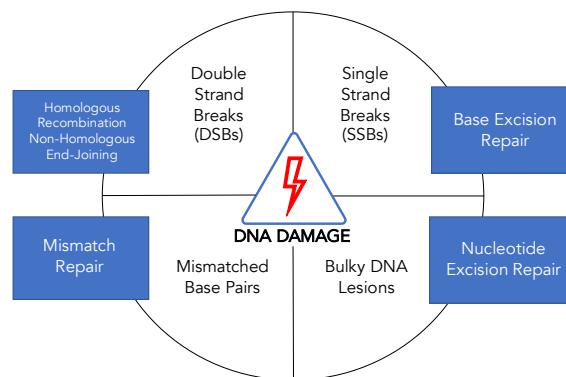 Double
Strand
Breaks
(DSBs)
Single
Strand
Breaks
(SSBs)
Homologous
Recombination
Non-Homologous
End-Joining
Base Excision
Repair
DNA DAMAGE
Mismatch
Repair
Mismatched
Base Pairs
Bulky DNA
Lesions
Nucleotide
Excision Repair